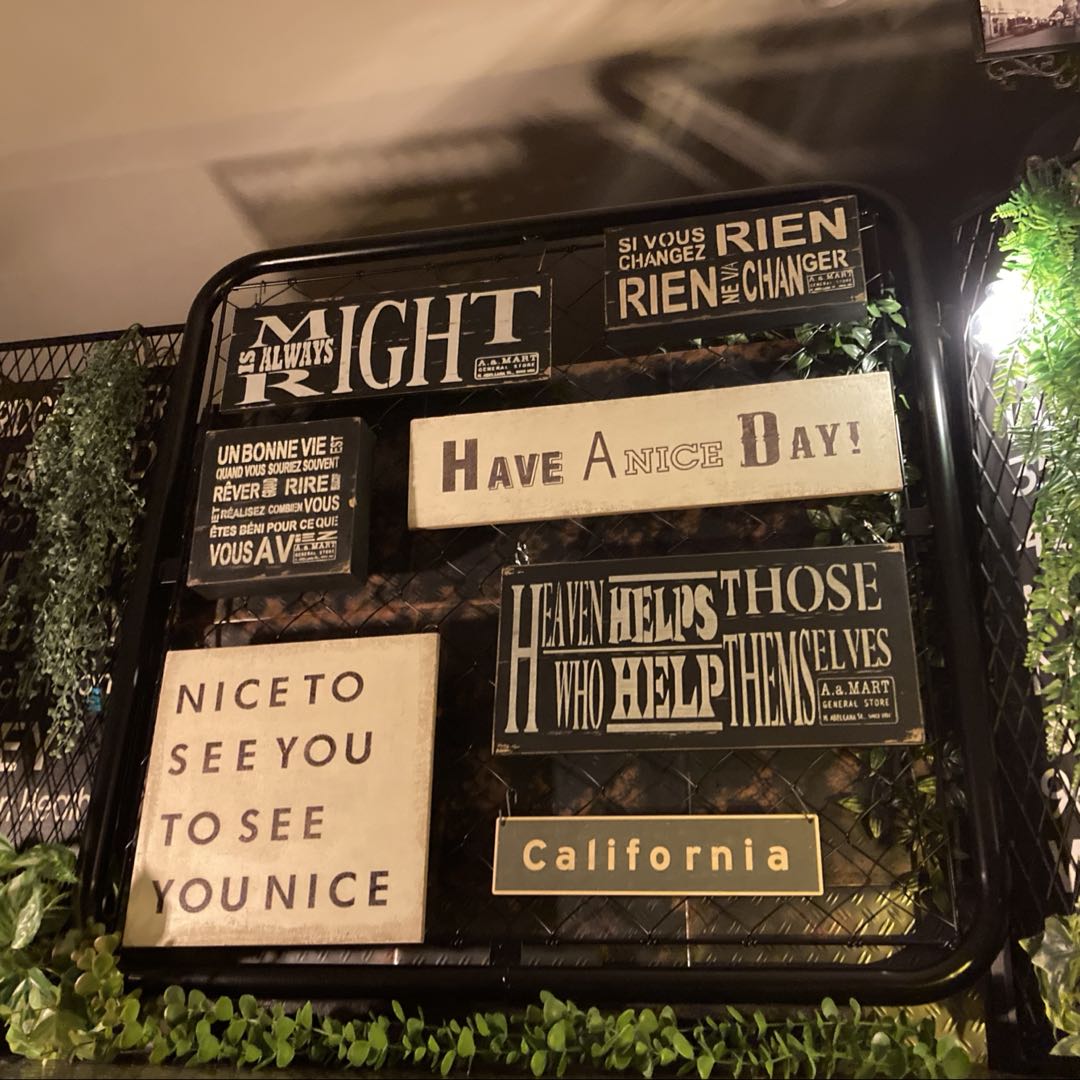 SI VOUS
CHANGEZ RIEN
RIEN NE VA CHANGER
A.a.MART
GENERAL STORE
MIGHT
IS ALWAYS
RIGHT
A.a.MART
GENERAL STORE
HAVE A NICE DAY!
UN BONNE VIE EST
QUAND VOUS SOURIEZ SOUVENT
RÊVER RIRE
ET RÉALISEZ COMBIEN VOUS
ÊTES BÉNI POUR CE QUE
VOUS AVEZ
A.a.MART
GENERAL STORE
HEAVEN HELPS THOSE
WHO HELP THEMSELVES
A.a.MART
GENERAL STORE
NICE TO
SEE YOU
TO SEE
YOU NICE
California